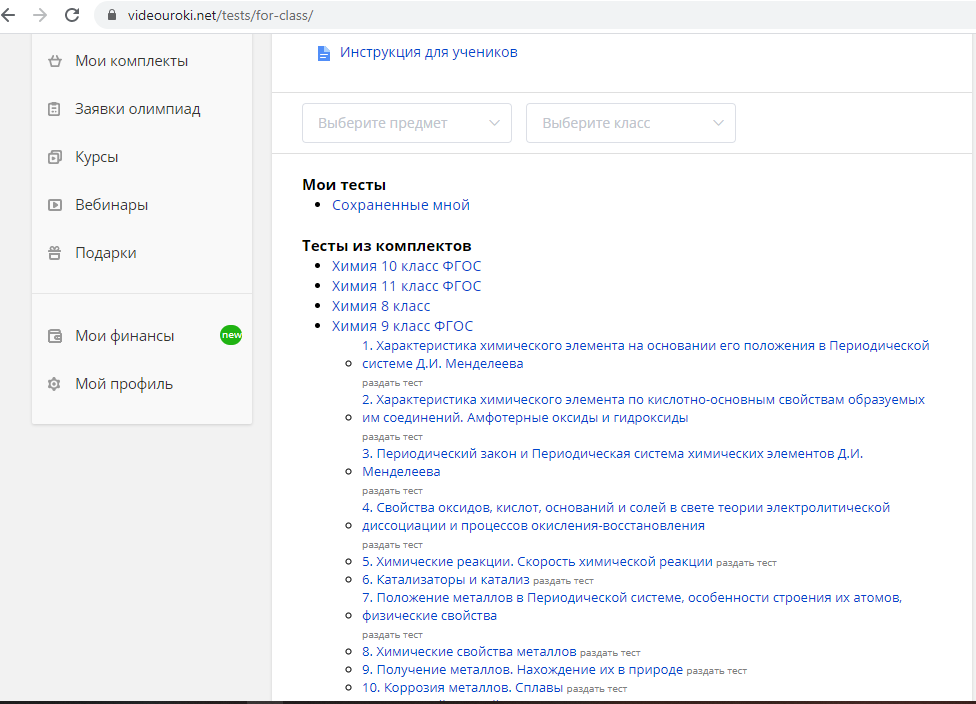 videouroki.net/tests/for-class/
Мои комплекты
Заявки олимпиад
Курсы
Вебинары
Подарки
Мои финансы
new
Мой профиль
Инструкция для учеников
Выберите предмет
Выберите класс
Мои тесты
Сохраненные мной
Тесты из комплектов
Химия 10 класс ФГОС
Химия 11 класс ФГОС
Химия 8 класс
Химия 9 класс ФГОС
1. Характеристика химического элемента на основании его положения в Периодической
системе Д.И. Менделеева
раздать тест
2. Характеристика химического элемента по кислотно-основным свойствам образуемых
им соединений. Амфотерные оксиды и гидроксиды
раздать тест
3. Периодический закон и Периодическая система химических элементов Д.И.
Менделеева
раздать тест
4. Свойства оксидов, кислот, оснований и солей в свете теории электролитической
диссоциации и процессов окисления-восстановления
раздать тест
5. Химические реакции. Скорость химической реакции раздать тест
6. Катализаторы и катализ раздать тест
7. Положение металлов в Периодической системе, особенности строения их атомов,
физические свойства
раздать тест
8. Химические свойства металлов раздать тест
9. Получение металлов. Нахождение их в природе раздать тест
10. Коррозия металлов. Сплавы раздать тест